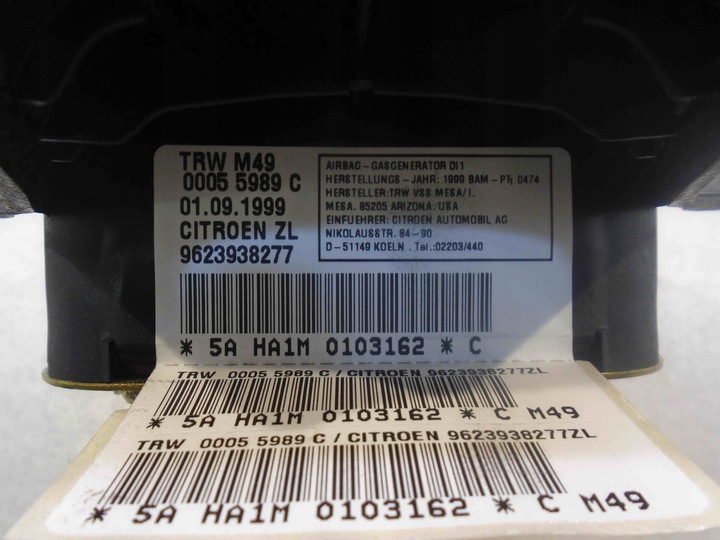 TRW M49
0005 5989 C
01.09.1999
CITROEN ZL
9623938277
AIRBAG-GASGENERATOR DI1
HERSTELLUNGS-JAHR: 1999 BAM-PT1 0474
HERSTELLER:TRW VSS MESA/I.
MESA. 85205 ARIZONA: USA
EINFUEHRER: CITROEN AUTOMOBIL AG
NIKOLAUSSTR. 84-90
D-51149 KOELN . Tel.:02203/440
* 5A HA1M 0103162 * C
TRW 0005 5989 C / CITROEN 9623938277ZL
* 5A HA1M 0103162 * C M49
TRW 0005 5989 C / CITROEN 9623938277ZL
* 5A HA1M 0103162 * C M49